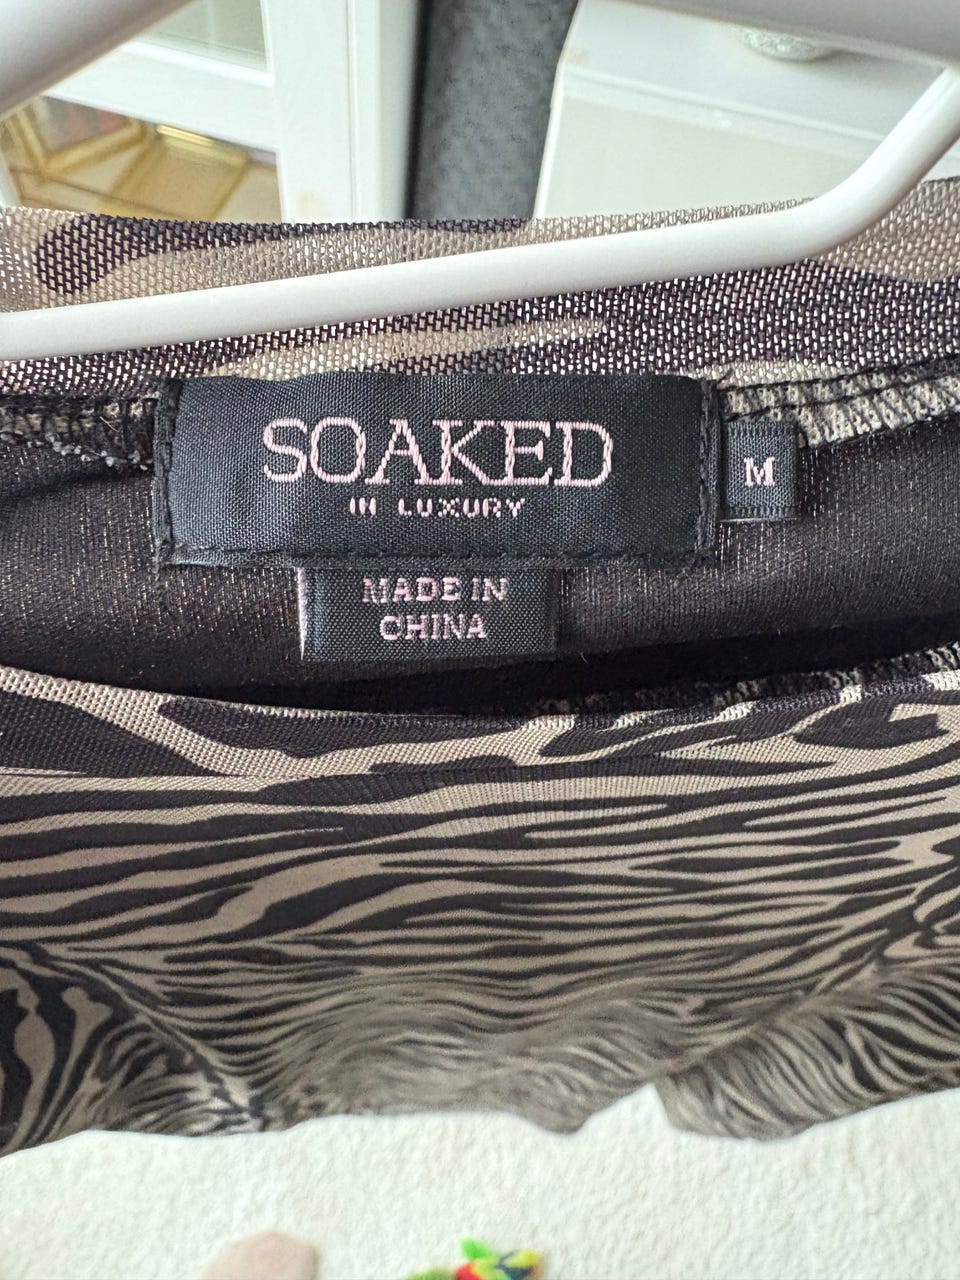 SOAKED
IN LUXURY
M
MADE IN
CHINA